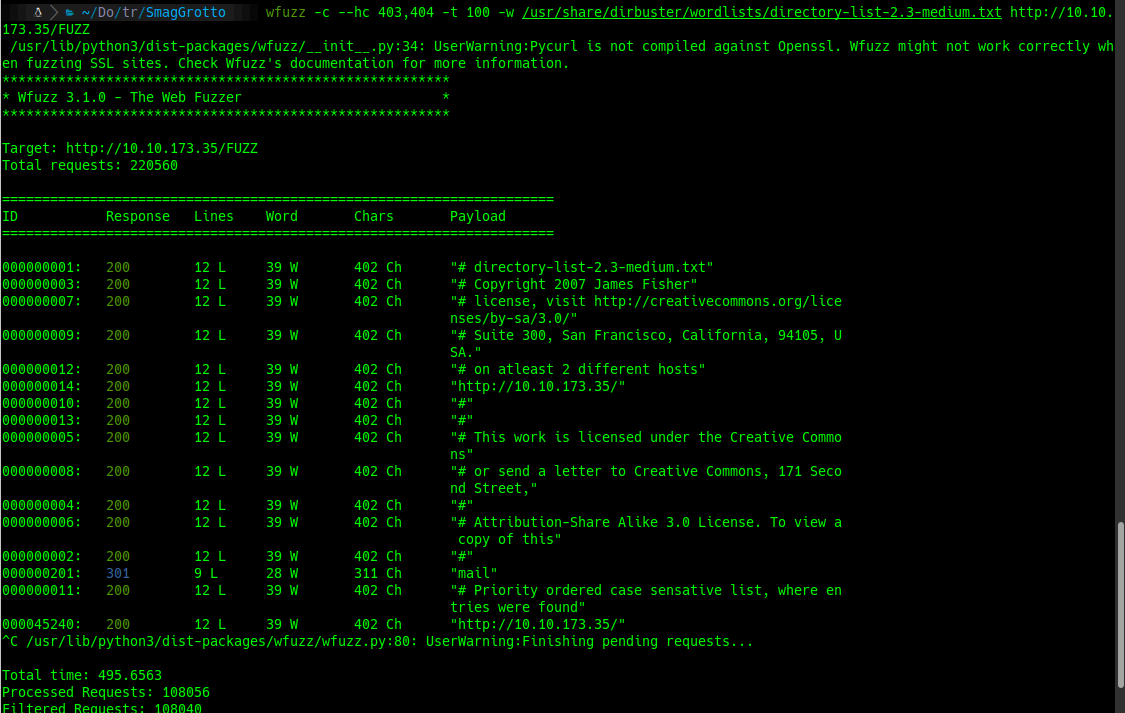 ~/Do/tr/SmagGrotto wfuzz -c --hc 403,404 -t 100 -w /usr/share/dirbuster/wordlists/directory-list-2.3-medium.txt http://10.10.
173.35/FUZZ
/usr/lib/python3/dist-packages/wfuzz/__init__.py:34: UserWarning:Pycurl is not compiled against Openssl. Wfuzz might not work correctly wh
en fuzzing SSL sites. Check Wfuzz's documentation for more information.
********************************************************
* Wfuzz 3.1.0 - The Web Fuzzer                         *
********************************************************
Target: http://10.10.173.35/FUZZ
Total requests: 220560
=====================================================================
ID           Response   Lines    Word       Chars       Payload
=====================================================================
000000001:   200        12 L     39 W       402 Ch      "# directory-list-2.3-medium.txt"
000000003:   200        12 L     39 W       402 Ch      "# Copyright 2007 James Fisher"
000000007:   200        12 L     39 W       402 Ch      "# license, visit http://creativecommons.org/lice
nses/by-sa/3.0/"
000000009:   200        12 L     39 W       402 Ch      "# Suite 300, San Francisco, California, 94105, U
SA."
000000012:   200        12 L     39 W       402 Ch      "# on atleast 2 different hosts"
000000014:   200        12 L     39 W       402 Ch      "http://10.10.173.35/"
000000010:   200        12 L     39 W       402 Ch      "#"
000000013:   200        12 L     39 W       402 Ch      "#"
000000005:   200        12 L     39 W       402 Ch      "# This work is licensed under the Creative Commo
ns"
000000008:   200        12 L     39 W       402 Ch      "# or send a letter to Creative Commons, 171 Seco
nd Street,"
000000004:   200        12 L     39 W       402 Ch      "#"
000000006:   200        12 L     39 W       402 Ch      "# Attribution-Share Alike 3.0 License. To view a
copy of this"
000000002:   200        12 L     39 W       402 Ch      "#"
000000201:   301        9 L      28 W       311 Ch      "mail"
000000011:   200        12 L     39 W       402 Ch      "# Priority ordered case sensative list, where en
tries were found"
000045240:   200        12 L     39 W       402 Ch      "http://10.10.173.35/"
^C /usr/lib/python3/dist-packages/wfuzz/wfuzz.py:80: UserWarning:Finishing pending requests...
Total time: 495.6563
Processed Requests: 108056
Filtered Requests: 108040